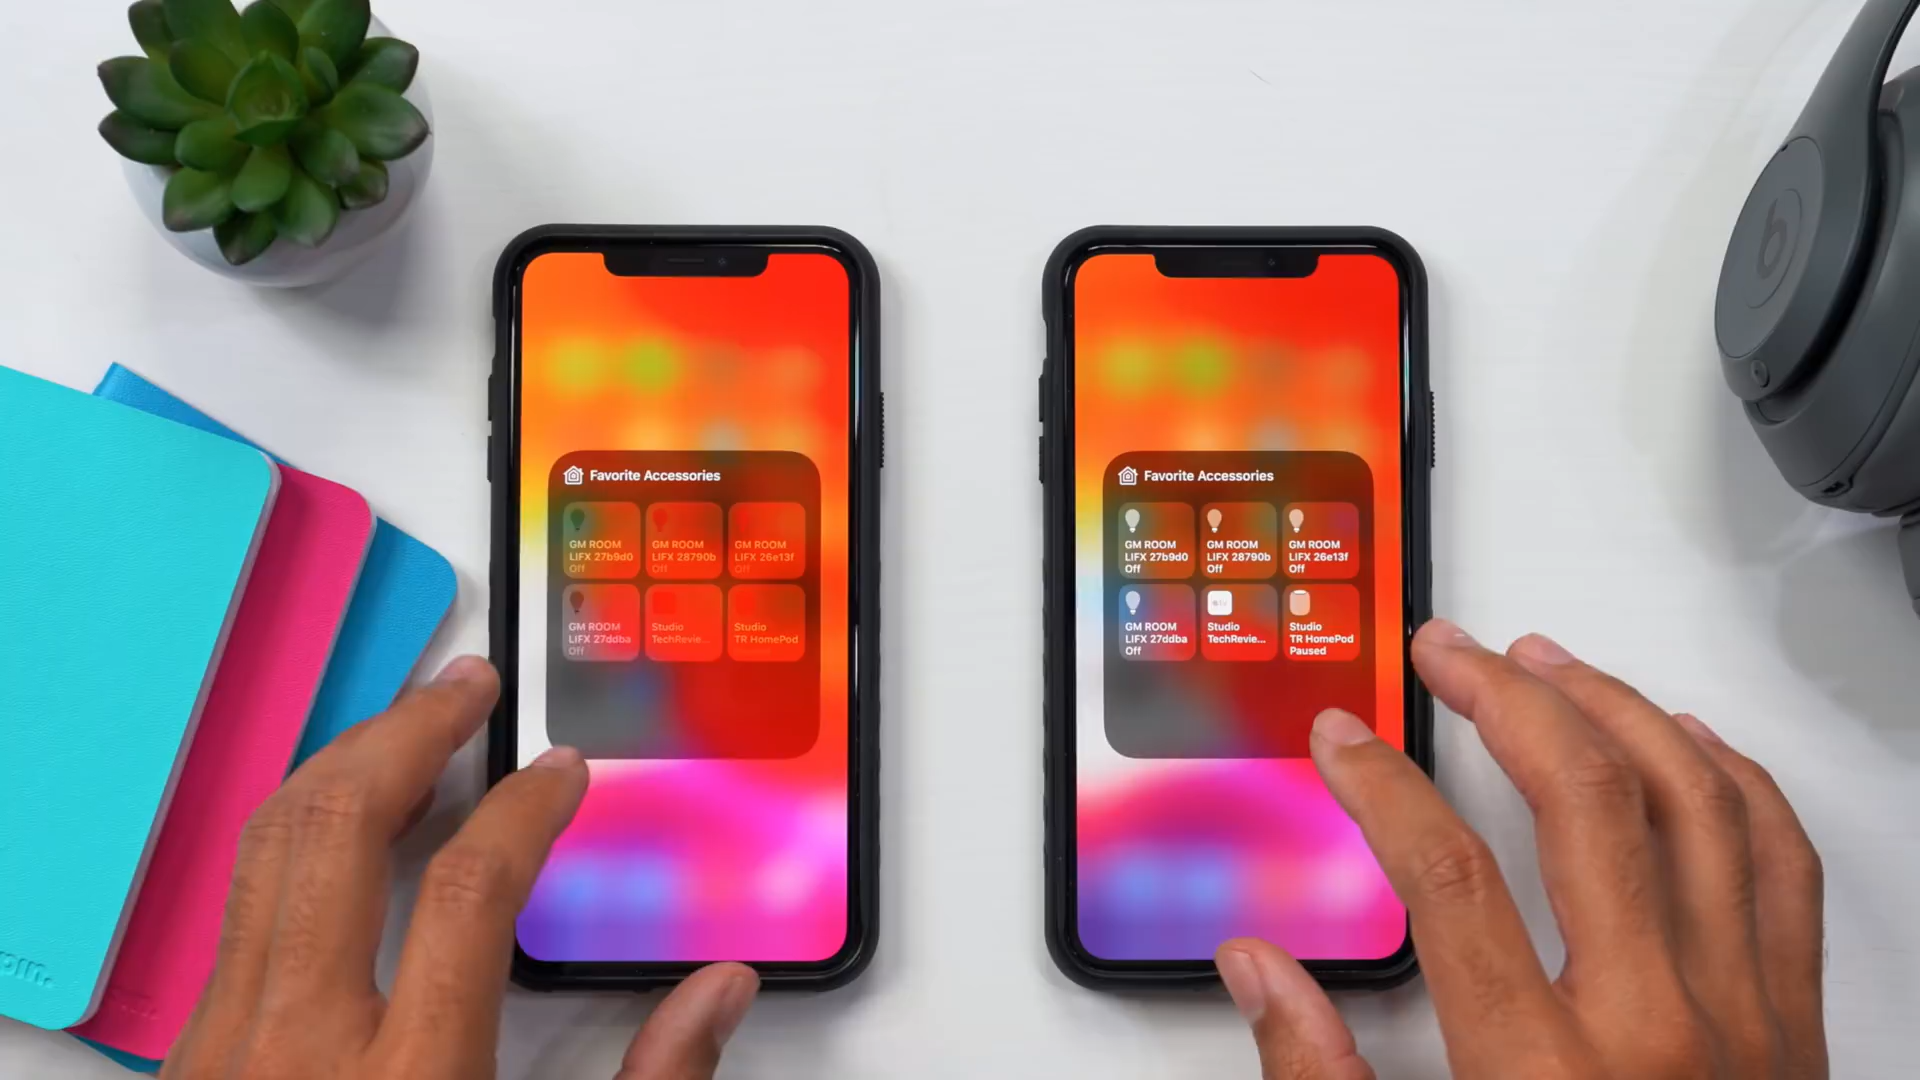 Favorite Accessories
GM ROOM
LIFX 27b9d0
Off
GM ROOM
LIFX 28790b
Off
GM ROOM
LIFX 26e13f
Off
GM ROOM
LIFX 27ddba
Off
Studio
TechRevie...
Studio
TR HomePod
Favorite Accessories
GM ROOM
LIFX 27b9d0
Off
GM ROOM
LIFX 28790b
Off
GM ROOM
LIFX 26e13f
Off
GM ROOM
LIFX 27ddba
Off
Studio
TechRevie...
Studio
TR HomePod
Paused
b